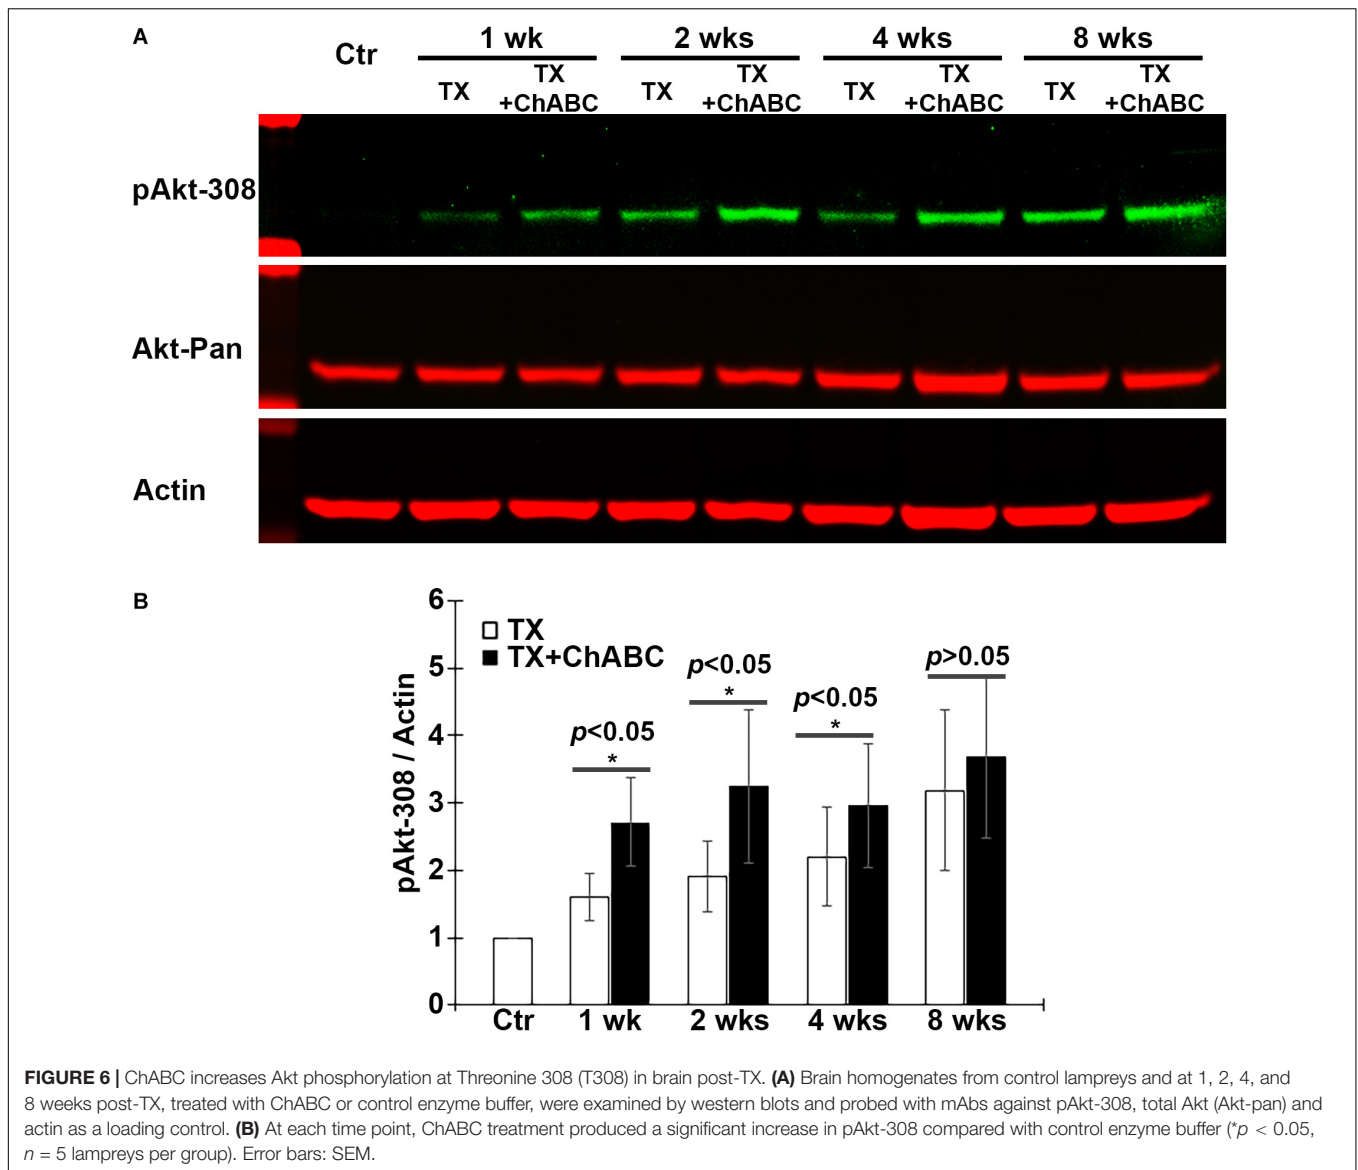 A
Ctr
1 wk
2 wks
4 wks
8 wks
TX
TX
+ChABC
TX
TX
+ChABC
TX
TX
+ChABC
TX
TX
+ChABC
pAkt-308
Akt-Pan
Actin
B
pAkt-308 / Actin
6
5
4
3
2
1
0
TX
TX+ChABC
p<0.05
*
p<0.05
*
p<0.05
*
p>0.05
Ctr
1 wk
2 wks
4 wks
8 wks
FIGURE 6 | ChABC increases Akt phosphorylation at Threonine 308 (T308) in brain post-TX. (A) Brain homogenates from control lampreys and at 1, 2, 4, and
8 weeks post-TX, treated with ChABC or control enzyme buffer, were examined by western blots and probed with mAbs against pAkt-308, total Akt (Akt-pan) and
actin as a loading control. (B) At each time point, ChABC treatment produced a significant increase in pAkt-308 compared with control enzyme buffer (*p < 0.05,
n = 5 lampreys per group). Error bars: SEM.